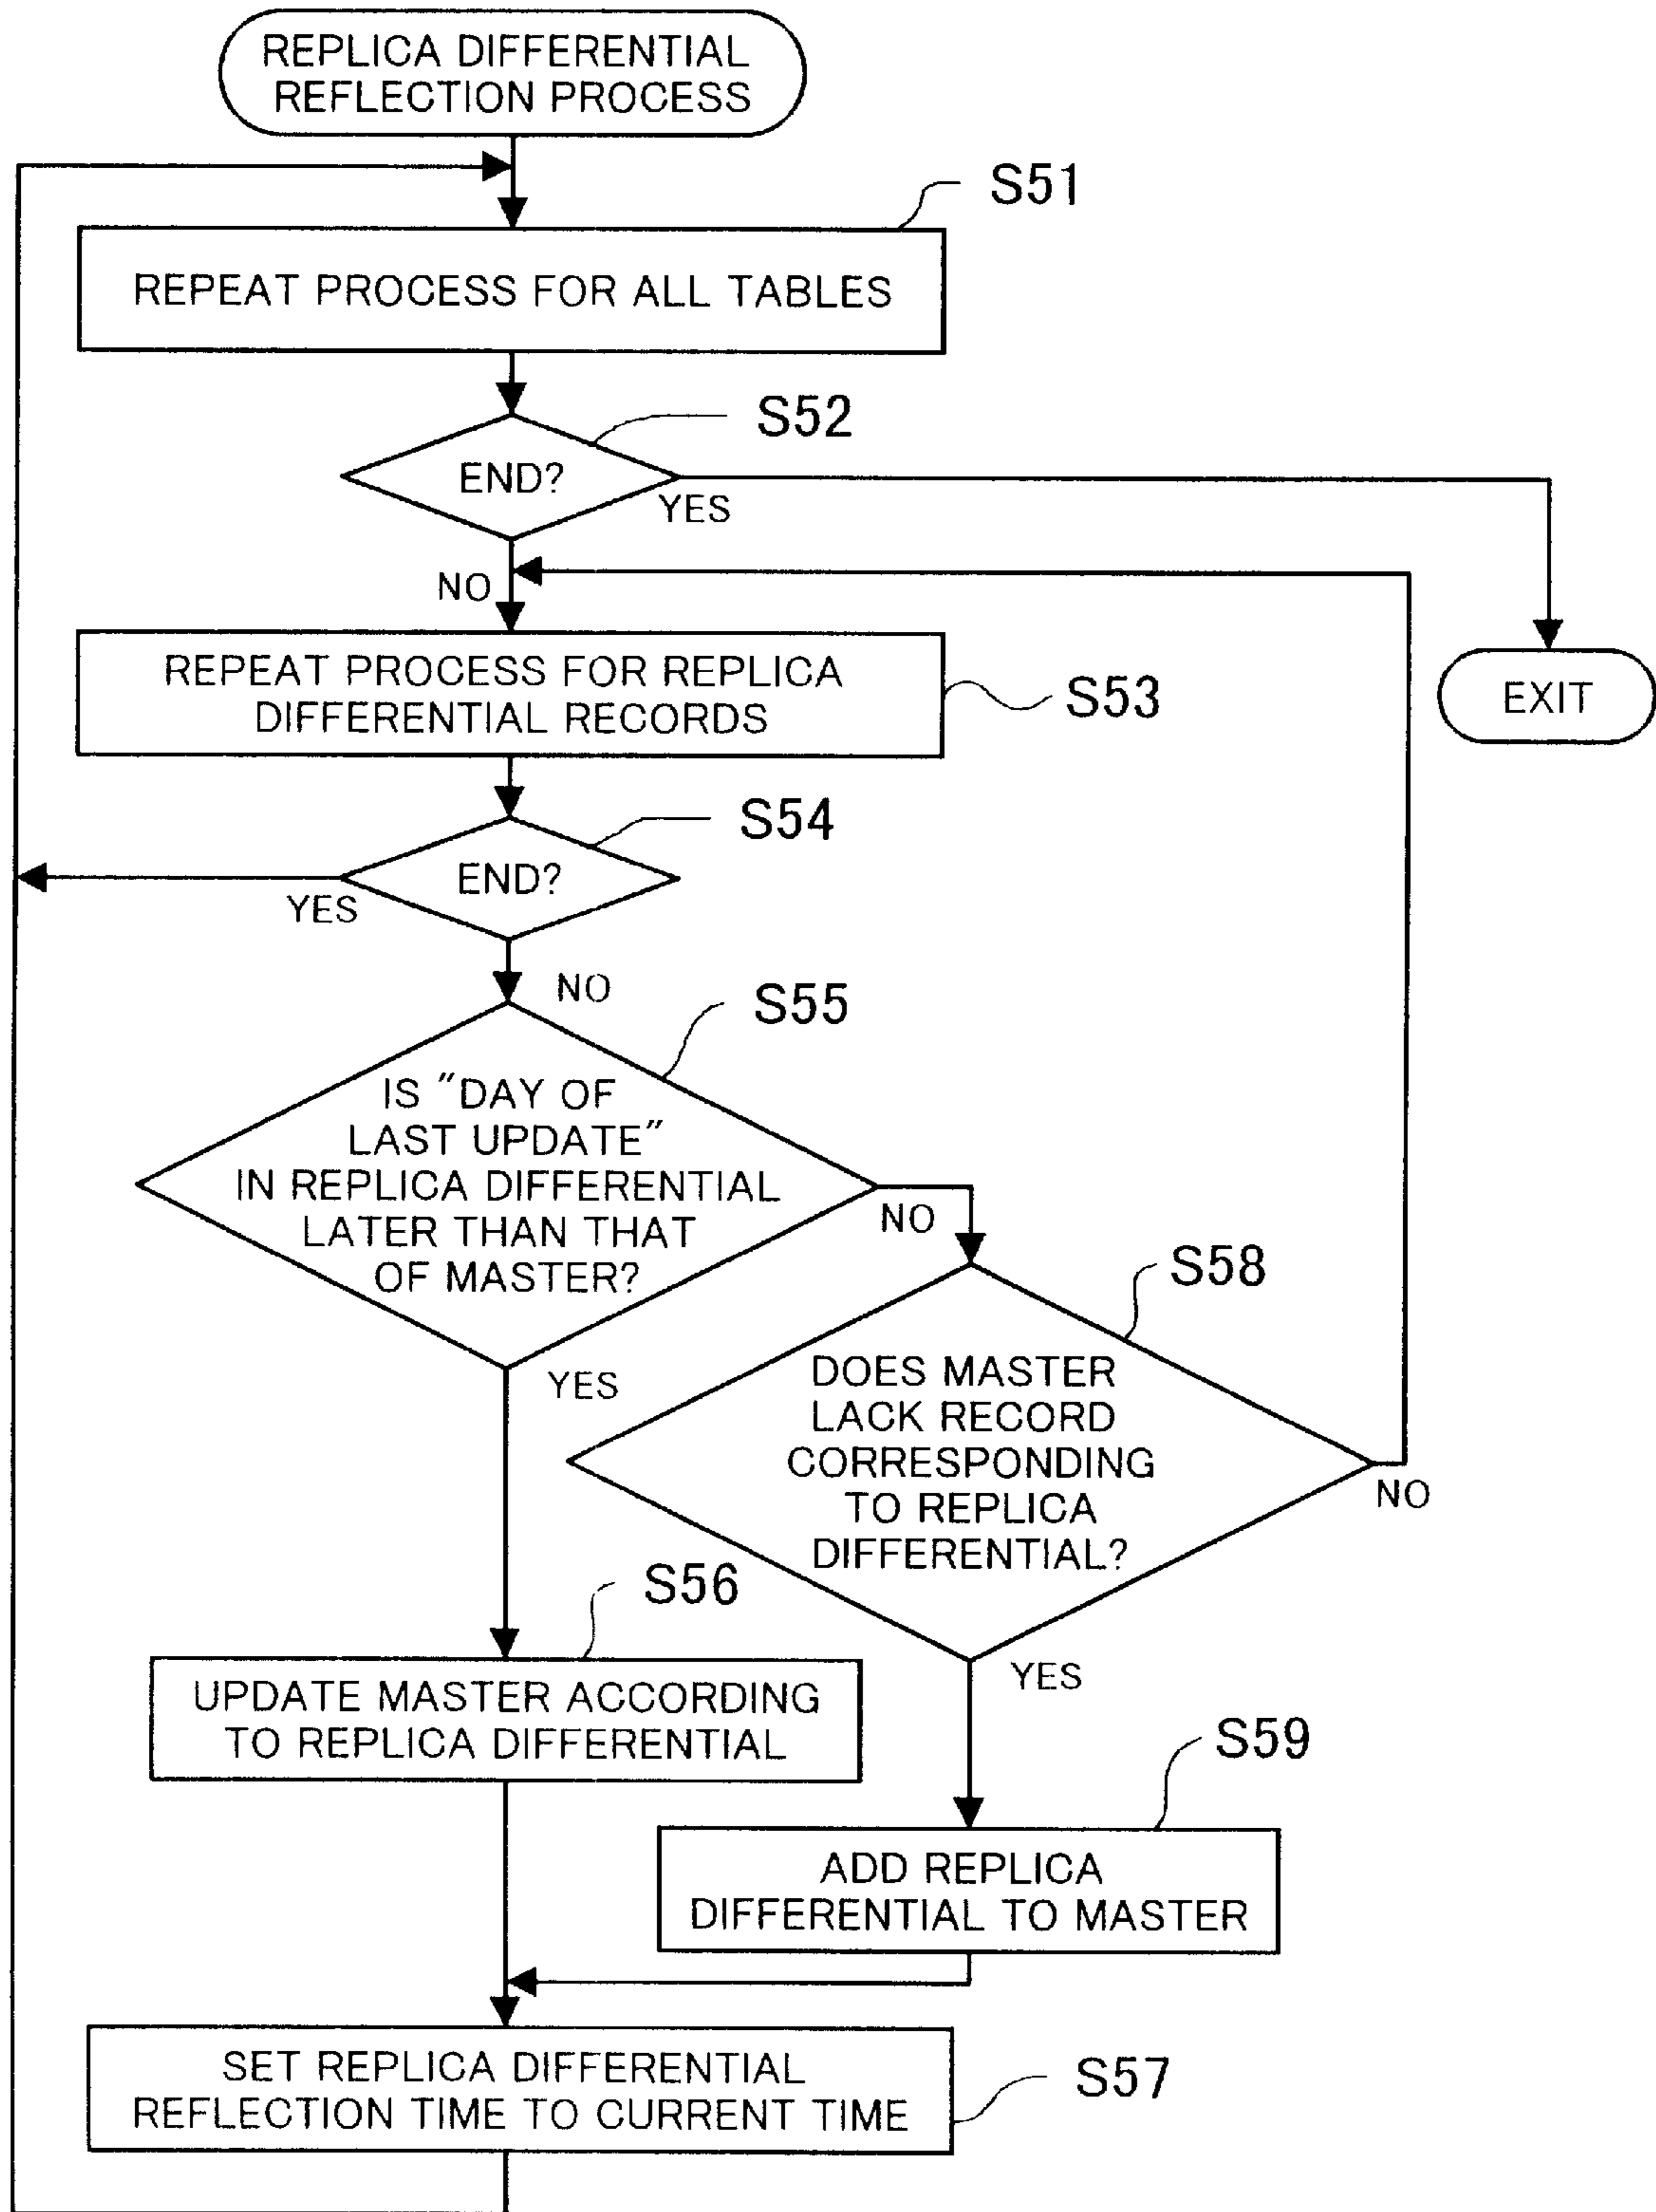 REPLICA DIFFERENTIAL
REFLECTION PROCESS
S51
REPEAT PROCESS FOR ALL TABLES
S52
END?
YES
NO
REPEAT PROCESS FOR REPLICA
DIFFERENTIAL RECORDS
S53
EXIT
S54
END?
YES
NO
S55
IS "DAY OF
LAST UPDATE"
IN REPLICA DIFFERENTIAL
LATER THAN THAT
OF MASTER?
NO
YES
S58
DOES MASTER
LACK RECORD
CORRESPONDING
TO REPLICA
DIFFERENTIAL?
NO
YES
S56
UPDATE MASTER ACCORDING
TO REPLICA DIFFERENTIAL
S59
ADD REPLICA
DIFFERENTIAL TO MASTER
SET REPLICA DIFFERENTIAL
REFLECTION TIME TO CURRENT TIME
S57